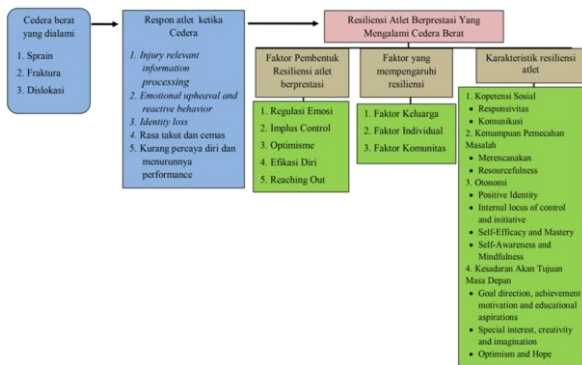 Cedera berat
yang dialami
1. Sprain
2. Fraktura
3. Dislokasi
Respon atlet ketika
Cedera
1. Injury relevant
information
processing
2. Emotional upheaval and
reactive behavior
3. Identity loss
4. Rasa takut dan cemas
5. Kurang percaya diri dan
menurunnya
performance
Resiliensi Atlet Berprestasi Yang
Mengalami Cedera Berat
Faktor Pembentuk
Resiliensi atlet
berprestasi
1. Regulasi Emosi
2. Implus Control
3. Optimisme
4. Efikasi Diri
5. Reaching Out
Faktor yang
mempengaruhi
resiliensi
1. Faktor Keluarga
2. Faktor Individual
3. Faktor Komunitas
Karakteristik resiliensi
atlet
1. Kopetensi Sosial
• Responsivitas
• Komunikasi
2. Kemampuan Pemecahan
Masalah
• Merencanakan
• Resourcefulness
3. Otonomi
• Positive Identity
• Internal locus of control
and initiative
• Self-Efficacy and Mastery
• Self-Awareness and
Mindfulness
4. Kesadaran Akan Tujuan
Masa Depan
• Goal direction, achievement
motivation and educational
aspirations
• Special interest, creativity
and imagination
• Optimism and Hope